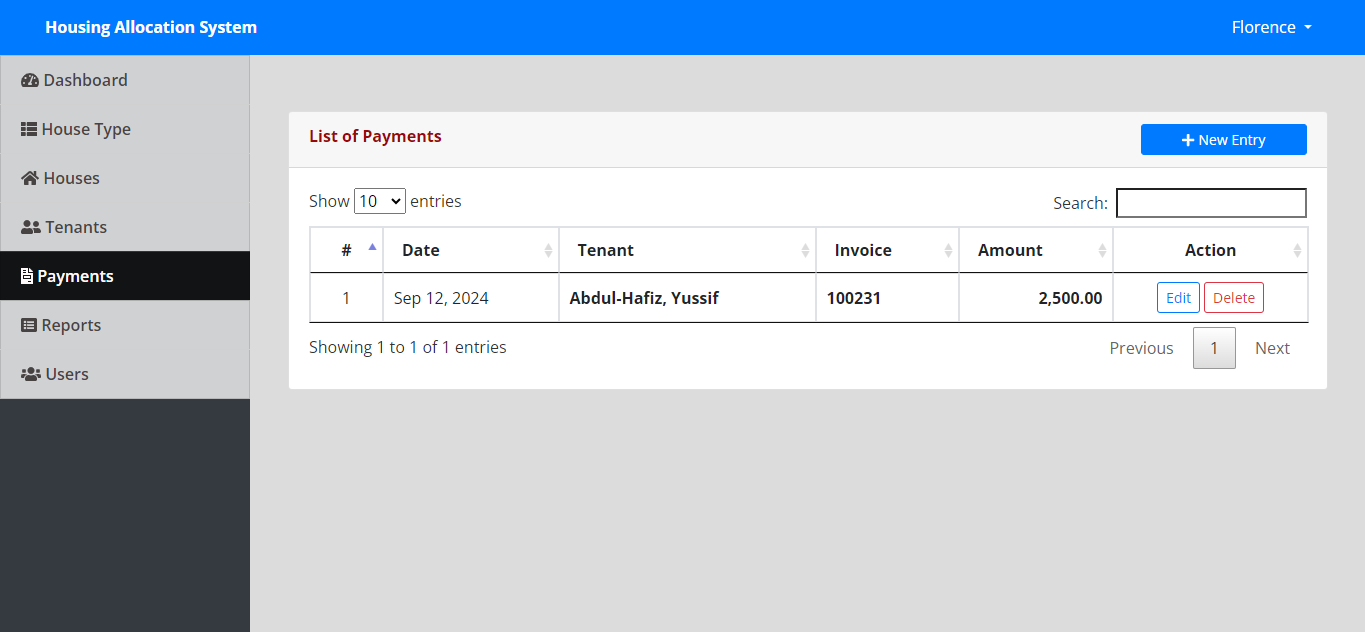 Housing Allocation System
Florence
Dashboard
House Type
Houses
Tenants
Payments
Reports
Users
List of Payments
New Entry
Show 10 entries
Search:
# Date Tenant Invoice Amount Action
1 Sep 12, 2024 Abdul-Hafiz, Yussif 100231 2,500.00 Edit Delete
Showing 1 to 1 of 1 entries
Previous 1 Next